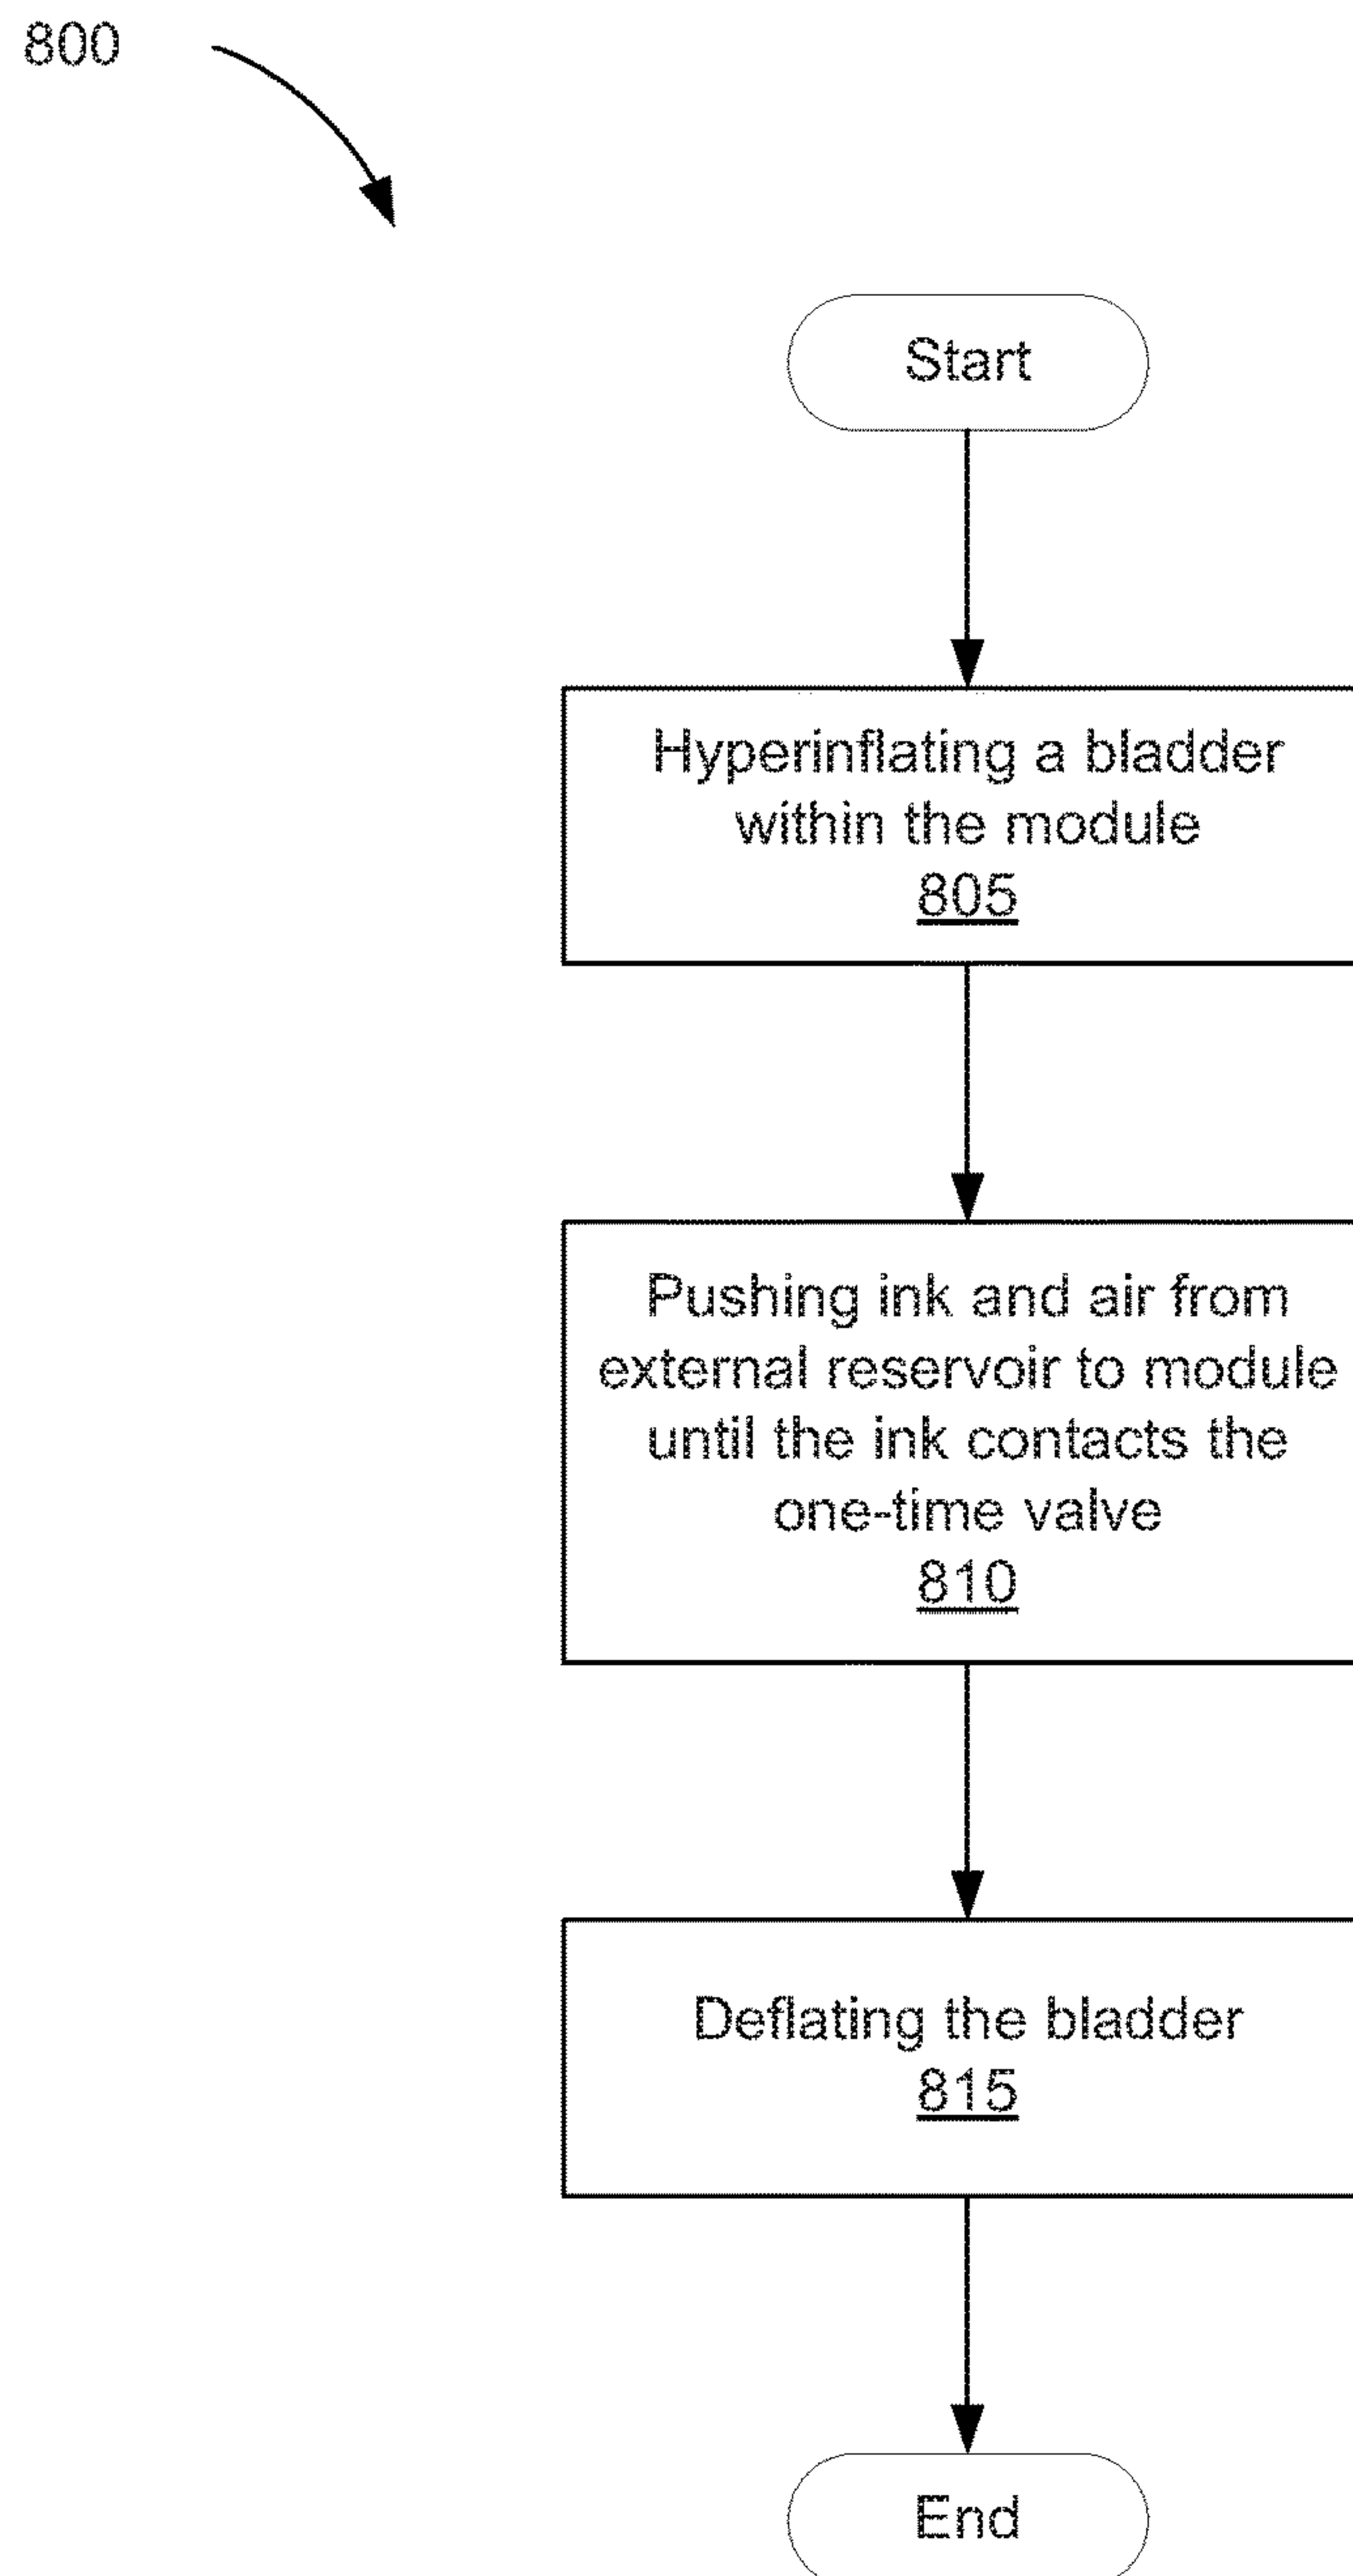 800
Start
Hyperinflating a bladder
within the module
805
Pushing ink and air from
external reservoir to module
until the ink contacts the
one-time valve
810
Deflating the bladder
815
End